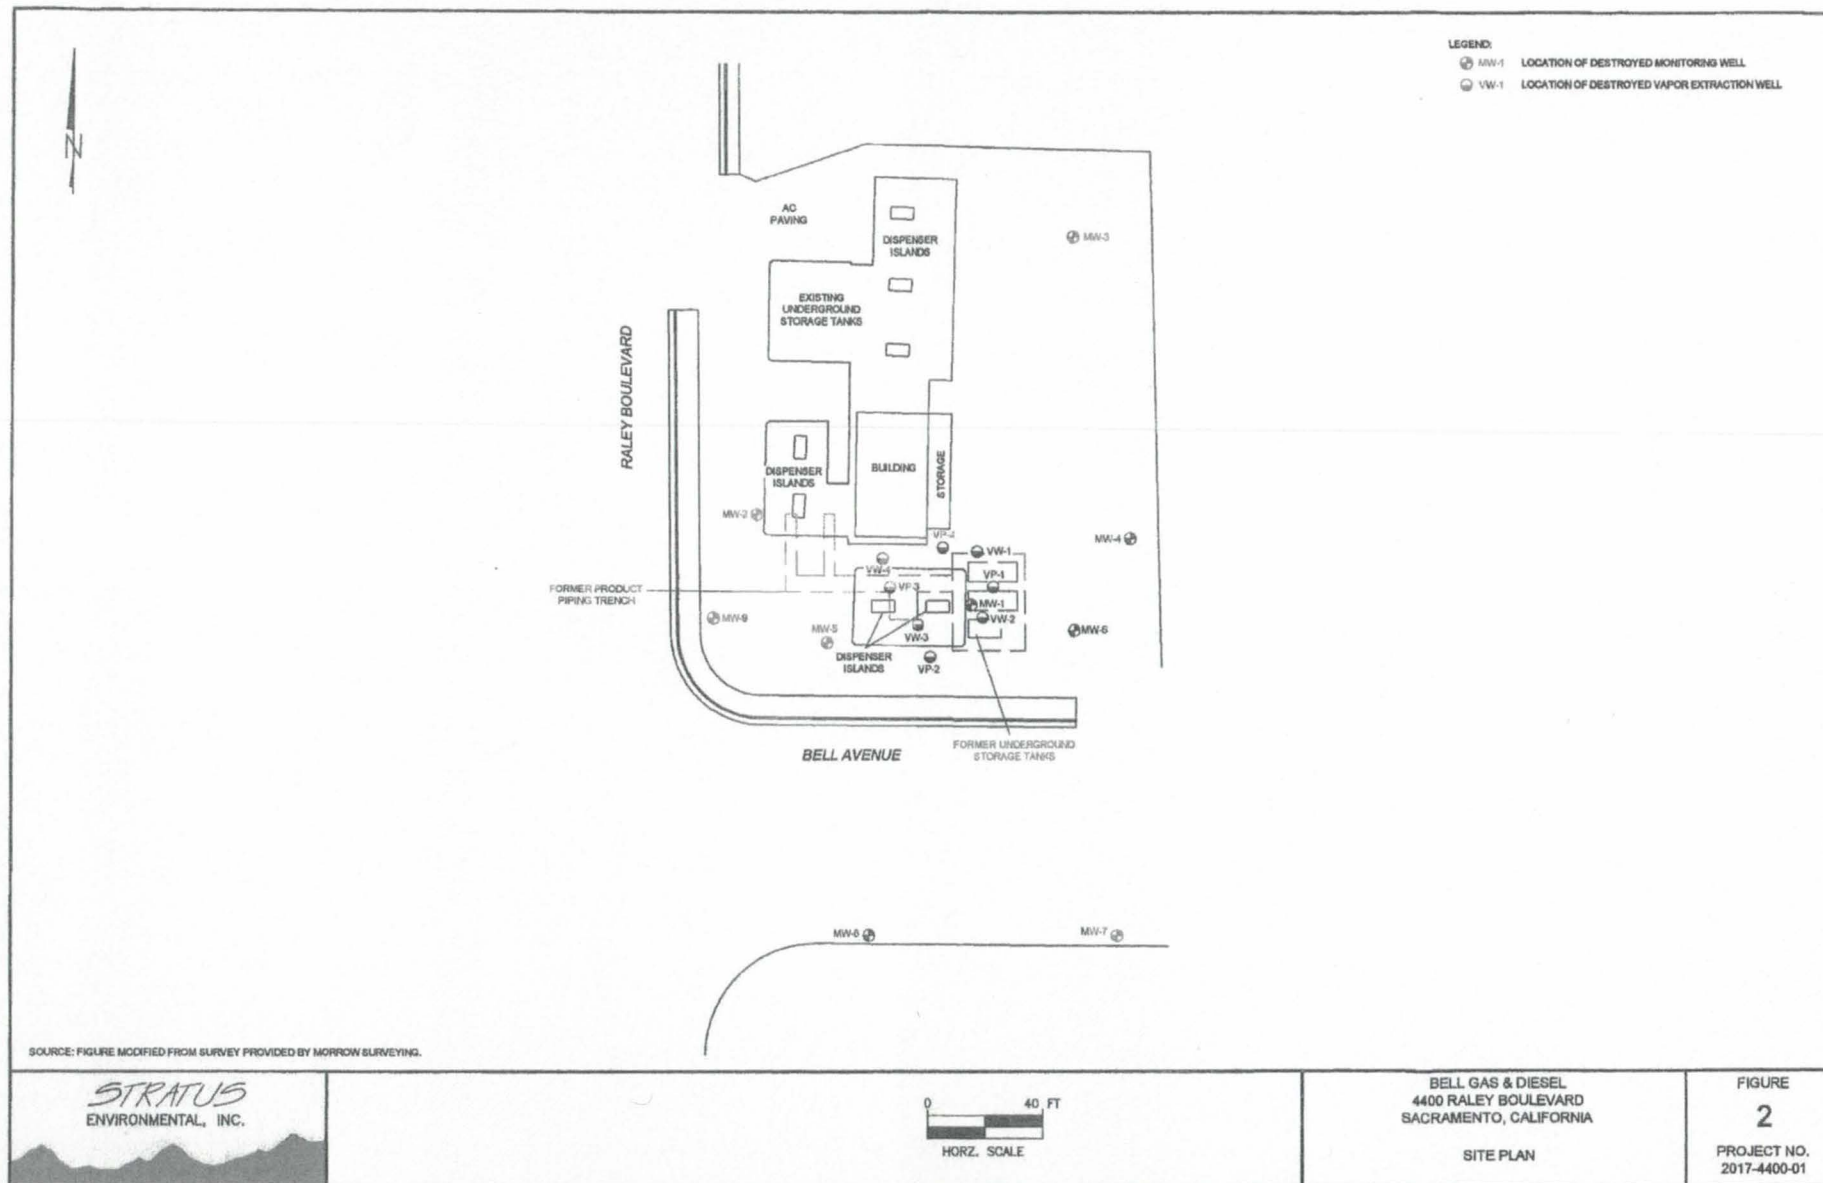 LEGEND:
MW-1 LOCATION OF DESTROYED MONITORING WELL
VW-1 LOCATION OF DESTROYED VAPOR EXTRACTION WELL
N
AC
PAVING
DISPENSER
ISLANDS
MW-3
EXISTING
UNDERGROUND
STORAGE TANKS
RALEY BOULEVARD
DISPENSER
ISLANDS
BUILDING
STORAGE
MW-2
MW-4
VW-1
VW-4
VP-1
VP-3
FORMER PRODUCT
PIPING TRENCH
MW-1
MW-9
VW-2
MW-5
VW-3
MW-6
DISPENSER
ISLANDS
VP-2
BELL AVENUE
FORMER UNDERGROUND
STORAGE TANKS
MW-8
MW-7
SOURCE: FIGURE MODIFIED FROM SURVEY PROVIDED BY MORROW SURVEYING.
STRATUS
ENVIRONMENTAL, INC.
0 40 FT
HORZ. SCALE
BELL GAS & DIESEL
4400 RALEY BOULEVARD
SACRAMENTO, CALIFORNIA
SITE PLAN
FIGURE
2
PROJECT NO.
2017-4400-01